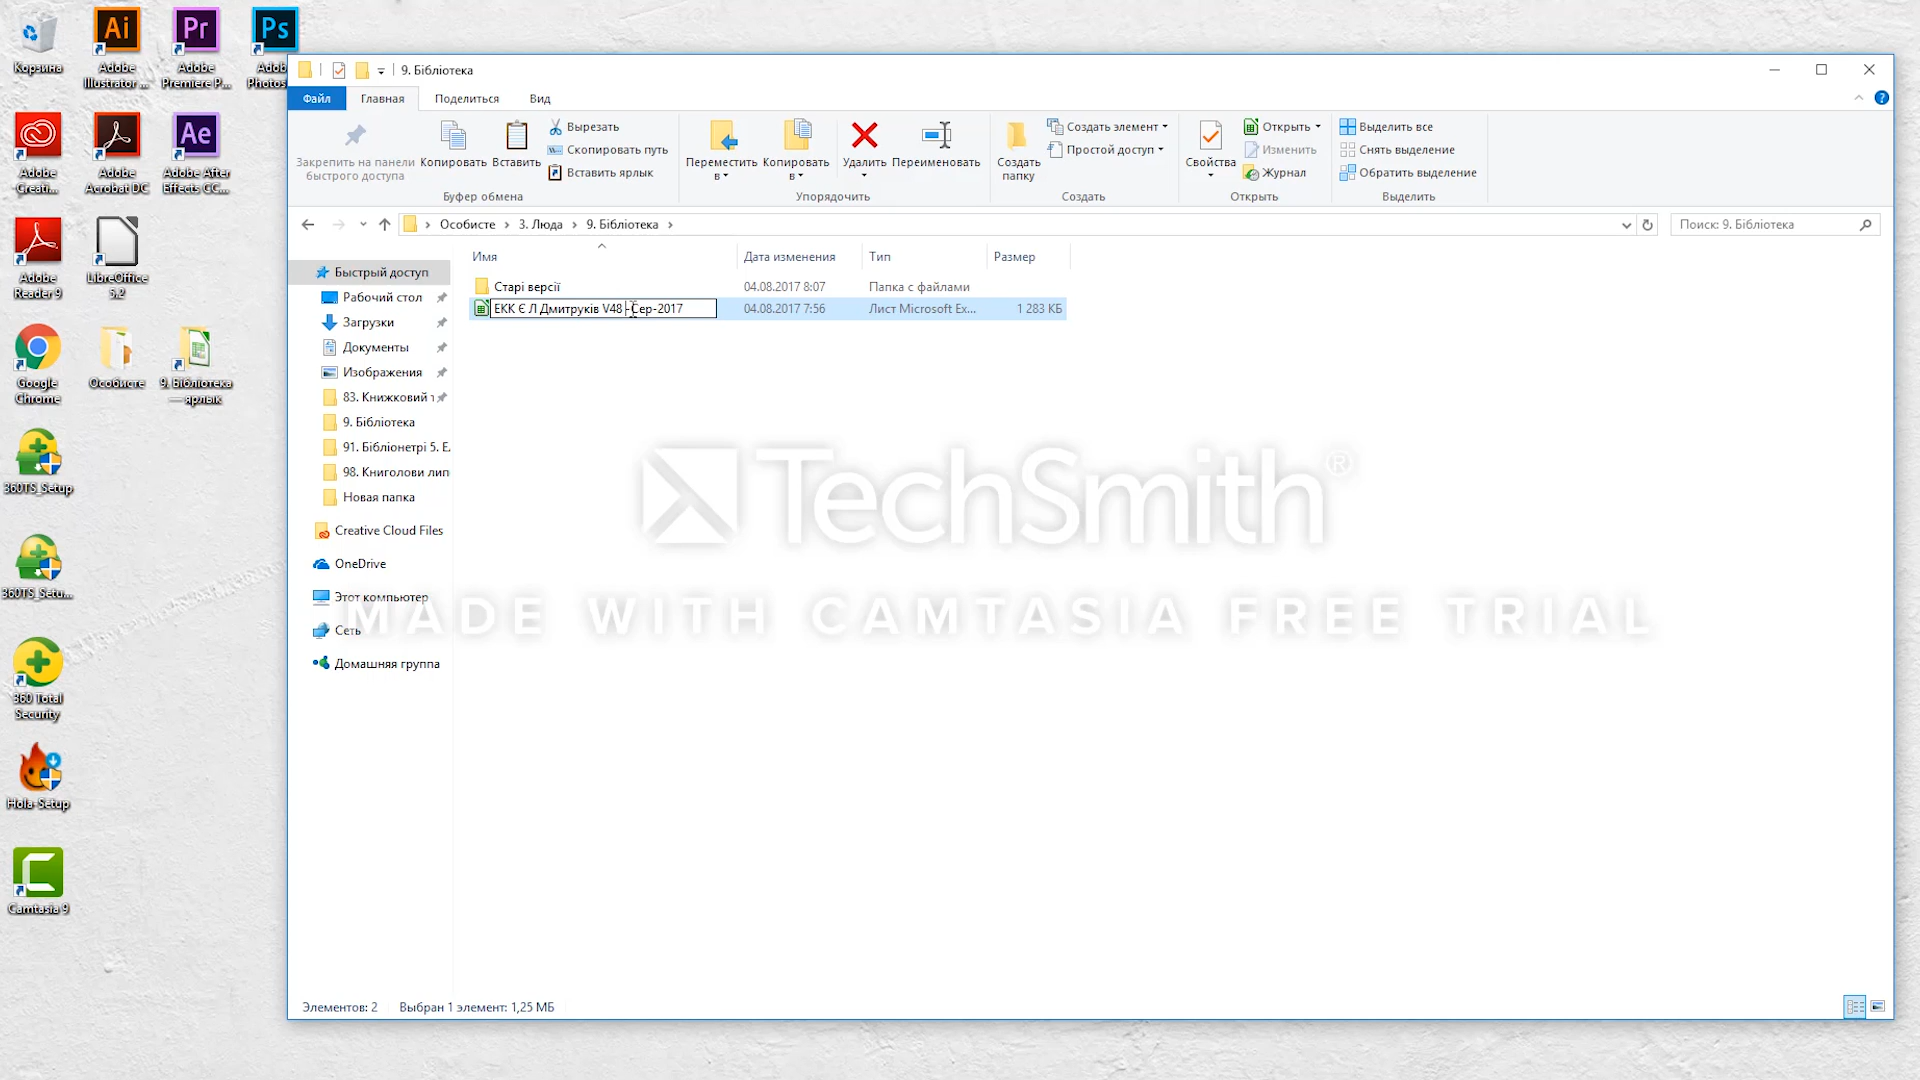 Корзина
Adobe Illustrator ...
Adobe Premiere P...
Adob
Photos
Adobe Creati...
Adobe Acrobat DC
Adobe After Effects CC...
Adobe Reader 9
LibreOffice 5.2
Google Chrome
Особисте
9. Бібліотека — ярлык
360TS_Setup
360TS_Setu...
360 Total Security
Hola-Setup
Camtasia 9
9. Бібліотека
Файл Главная Поделиться Вид
Закрепить на панели быстрого доступа
Копировать
Вставить
Вырезать
Скопировать путь
Вставить ярлык
Буфер обмена
Переместить в
Копировать в
Удалить
Переименовать
Упорядочить
Создать папку
Создать элемент
Простой доступ
Создать
Свойства
Открыть
Изменить
Журнал
Открыть
Выделить все
Снять выделение
Обратить выделение
Выделить
Особисте › 3. Люда › 9. Бібліотека ›
Поиск: 9. Бібліотека
Имя Дата изменения Тип Размер
Старі версії 04.08.2017 8:07 Папка с файлами
ЕКК Є Л Дмитруків V48 -Сер-2017 04.08.2017 7:56 Лист Microsoft Ex... 1 283 КБ
Быстрый доступ
Рабочий стол
Загрузки
Документы
Изображения
83. Книжковий т
9. Бібліотека
91. Бібліонетрі 5. Е.
98. Книголови лип
Новая папка
Creative Cloud Files
OneDrive
Этот компьютер
Сеть
Домашняя группа
TechSmith®
MADE WITH CAMTASIA FREE TRIAL
Элементов: 2 Выбран 1 элемент: 1,25 МБ